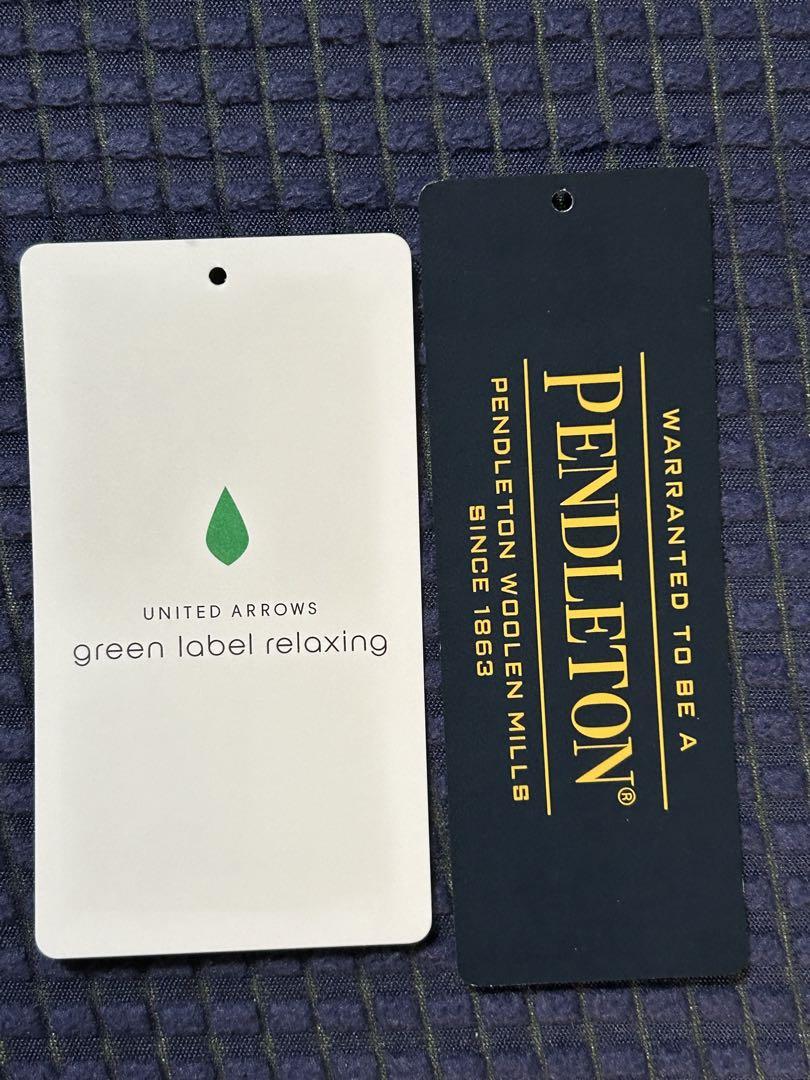 UNITED ARROWS
green label relaxing
WARRANTED TO BE A
PENDLETON®
PENDLETON WOOLEN MILLS
SINCE 1863